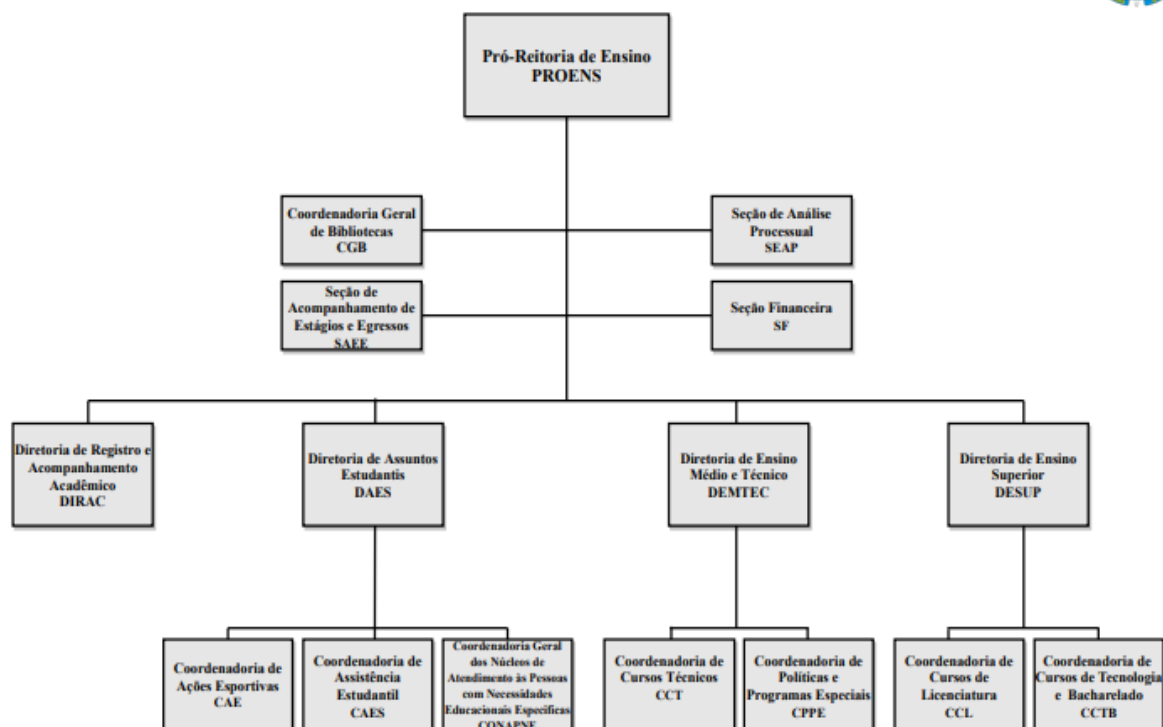 Pró-Reitoria de Ensino
PROENS
Coordenadoria Geral
de Bibliotecas
CGB
Seção de Análise
Processual
SEAP
Seção de
Acompanhamento de
Estágios e Egressos
SAEE
Seção Financeira
SF
Diretoria de Registro e
Acompanhamento
Acadêmico
DIRAC
Diretoria de Assuntos
Estudantis
DAES
Diretoria de Ensino
Médio e Técnico
DEMTEC
Diretoria de Ensino
Superior
DESUP
Coordenadoria de
Ações Esportivas
CAE
Coordenadoria de
Assistência
Estudantil
CAES
Coordenadoria Geral
dos Núcleos de
Atendimento às Pessoas
com Necessidades
Educacionais Específicas
CONAPNE
Coordenadoria de
Cursos Técnicos
CCT
Coordenadoria de
Políticas e
Programas Especiais
CPPE
Coordenadoria de
Cursos de
Licenciatura
CCL
Coordenadoria de
Cursos de Tecnologia
e Bacharelado
CCTB